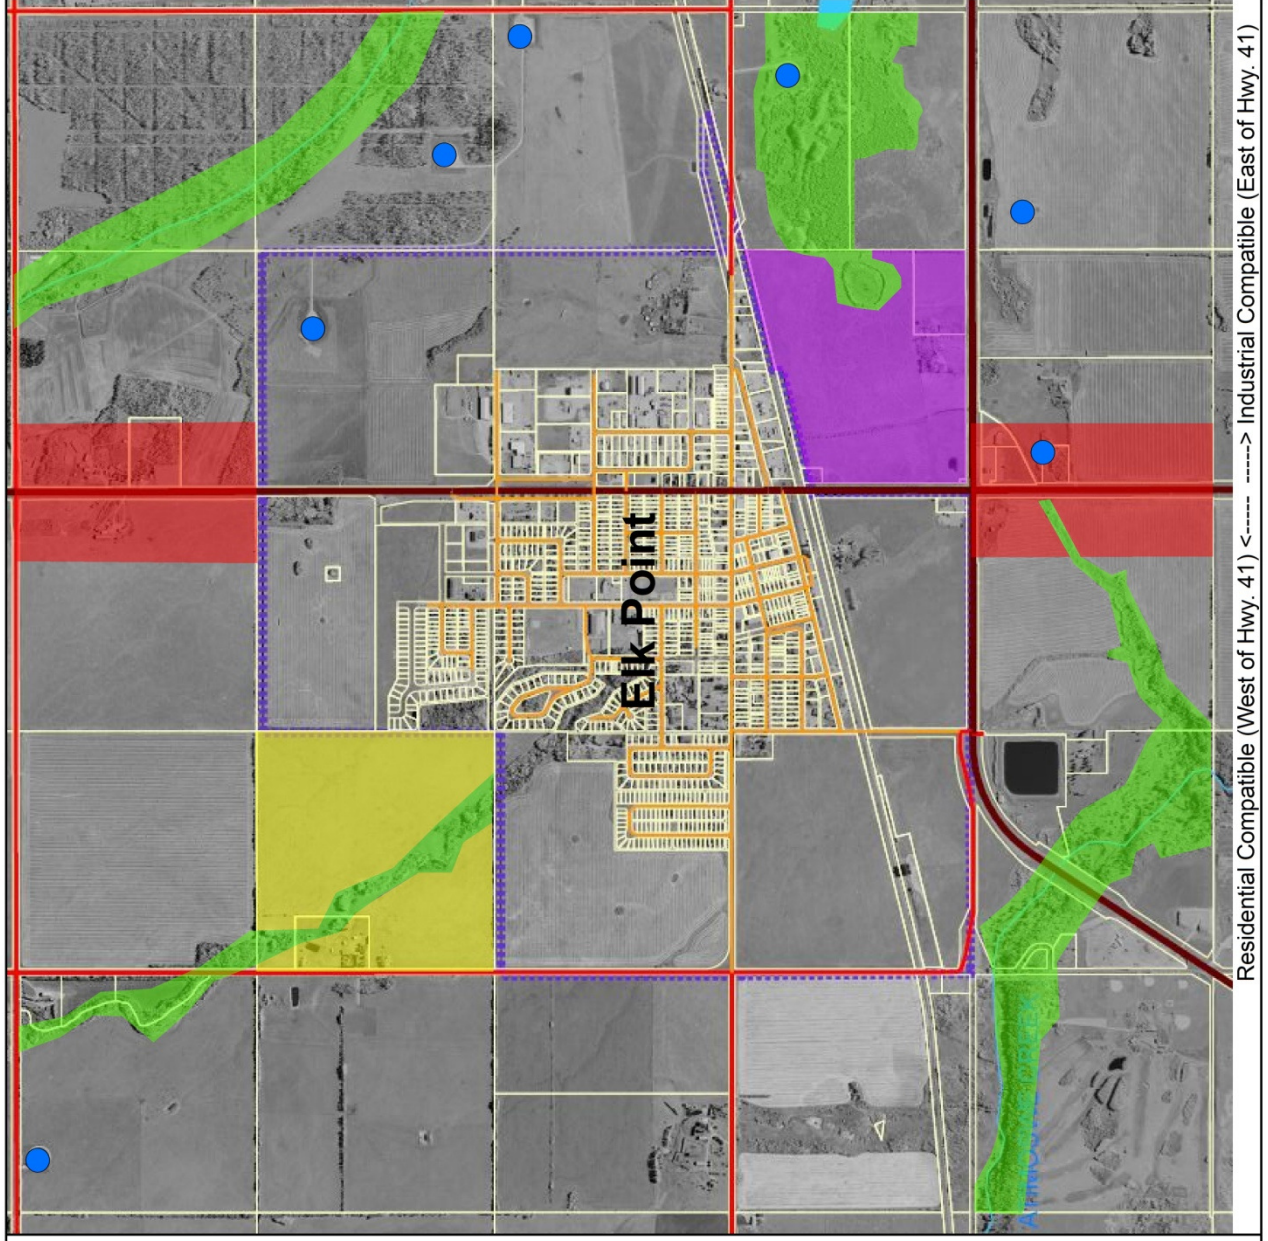 Elk Point
Residential Compatible (West of Hwy. 41) <----- -----> Industrial Compatible (East of Hwy. 41)